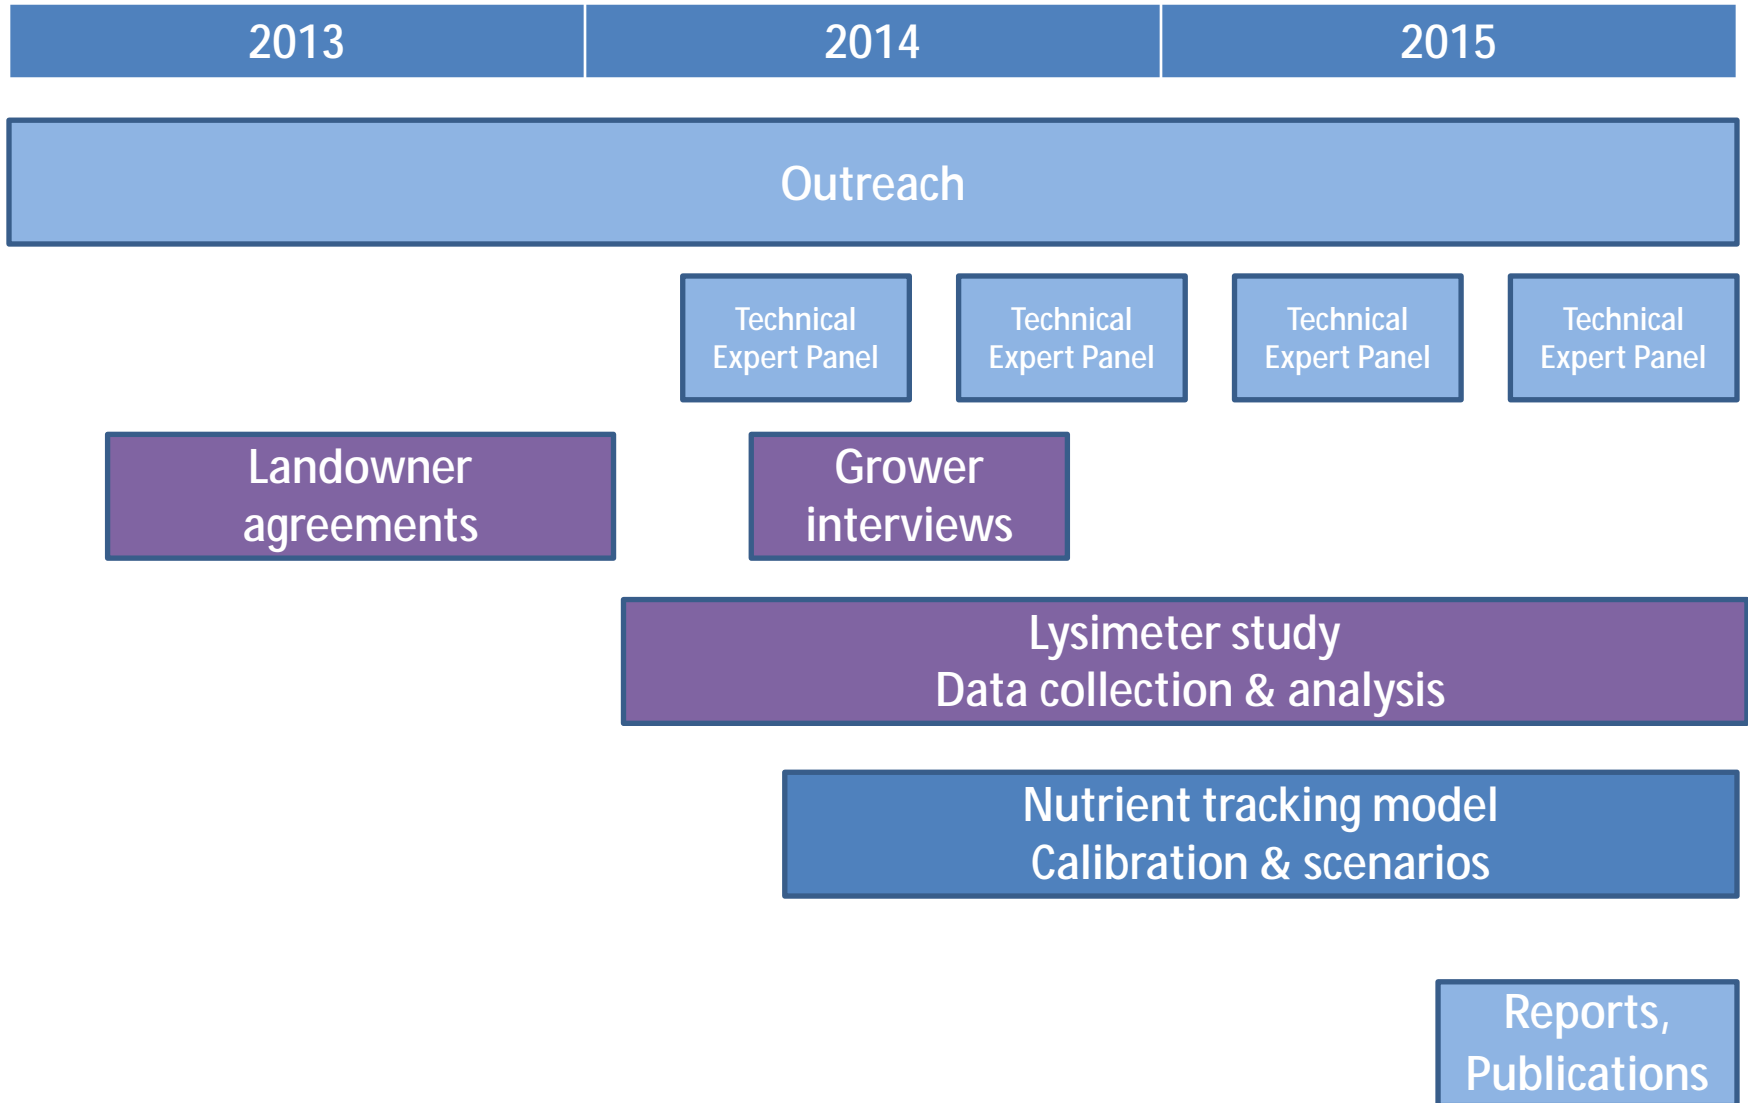 2013
2014
2015
Outreach
Technical
Expert Panel
Technical
Expert Panel
Technical
Expert Panel
Technical
Expert Panel
Landowner
agreements
Grower
interviews
Lysimeter study
Data collection & analysis
Nutrient tracking model
Calibration & scenarios
Reports,
Publications